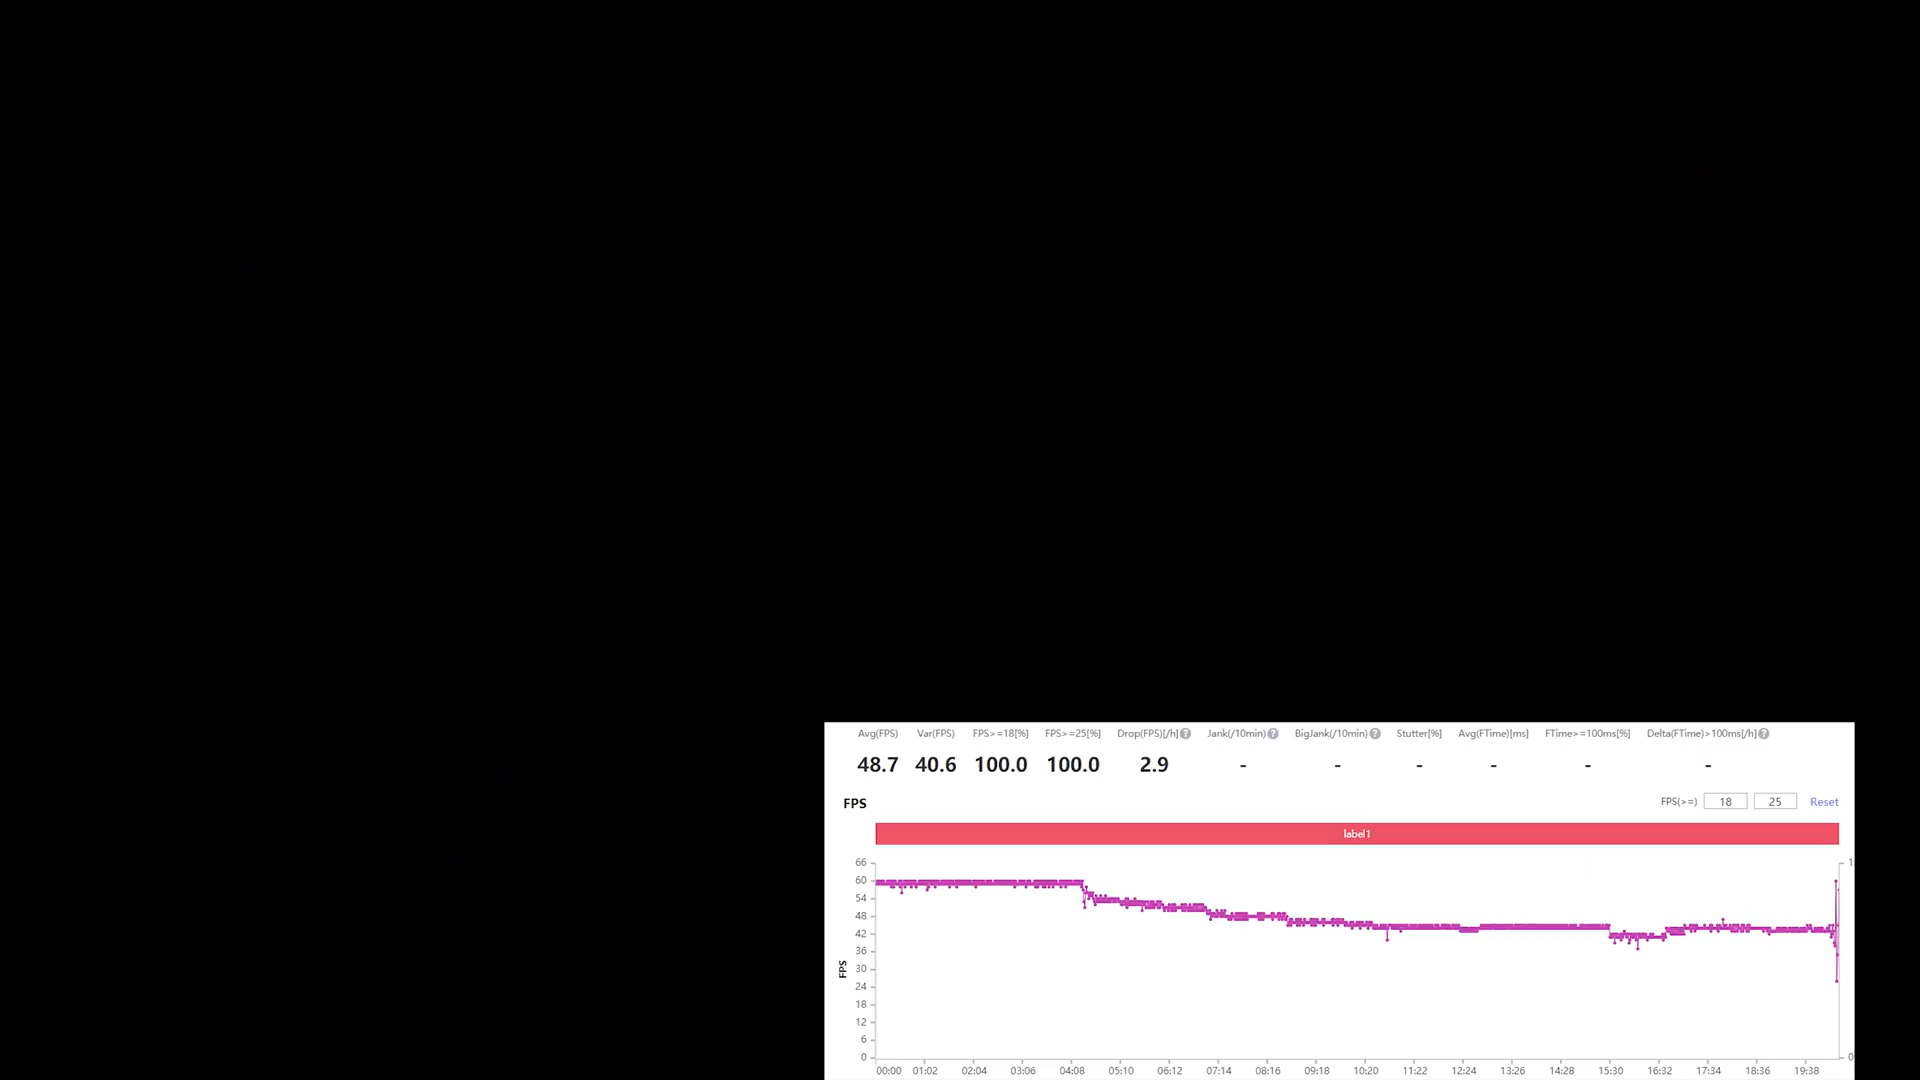 Avg(FPS) Var(FPS) FPS>=18[%] FPS>=25[%] Drop(FPS)[/h] Jank(/10min) BigJank(/10min) Stutter[%] Avg(FTime)[ms] FTime>=100ms[%] Delta(FTime)>100ms[/h]
48.7 40.6 100.0 100.0 2.9 - - - - - -
FPS FPS(>=) 18 25 Reset
label1
66 1
60
54
48
42
36
30
24
18
12
6
0 0
FPS
00:00 01:02 02:04 03:06 04:08 05:10 06:12 07:14 08:16 09:18 10:20 11:22 12:24 13:26 14:28 15:30 16:32 17:34 18:36 19:38